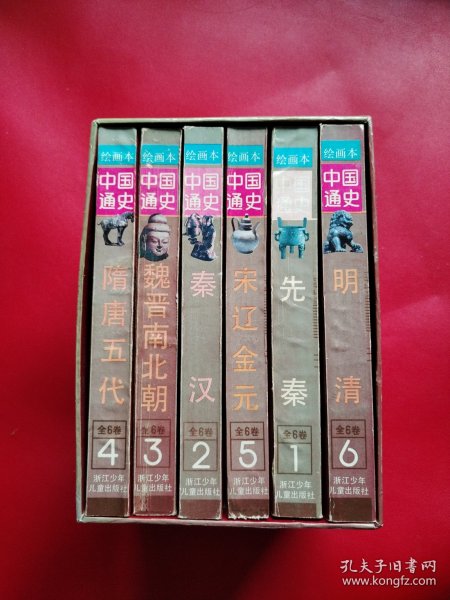 绘画本
中国
通史
隋唐五代
全6卷
4
浙江少年
儿童出版社
绘画本
中国
通史
魏晋南北朝
全6卷
3
浙江少年
儿童出版社
绘画本
中国
通史
秦汉
全6卷
2
浙江少年
儿童出版社
绘画本
中国
通史
宋辽金元
全6卷
5
浙江少年
儿童出版社
绘画本
中国
通史
先秦
全6卷
1
浙江少年
儿童出版社
绘画本
中国
通史
明清
全6卷
6
浙江少年
儿童出版社
孔夫子旧书网
www.kongfz.com